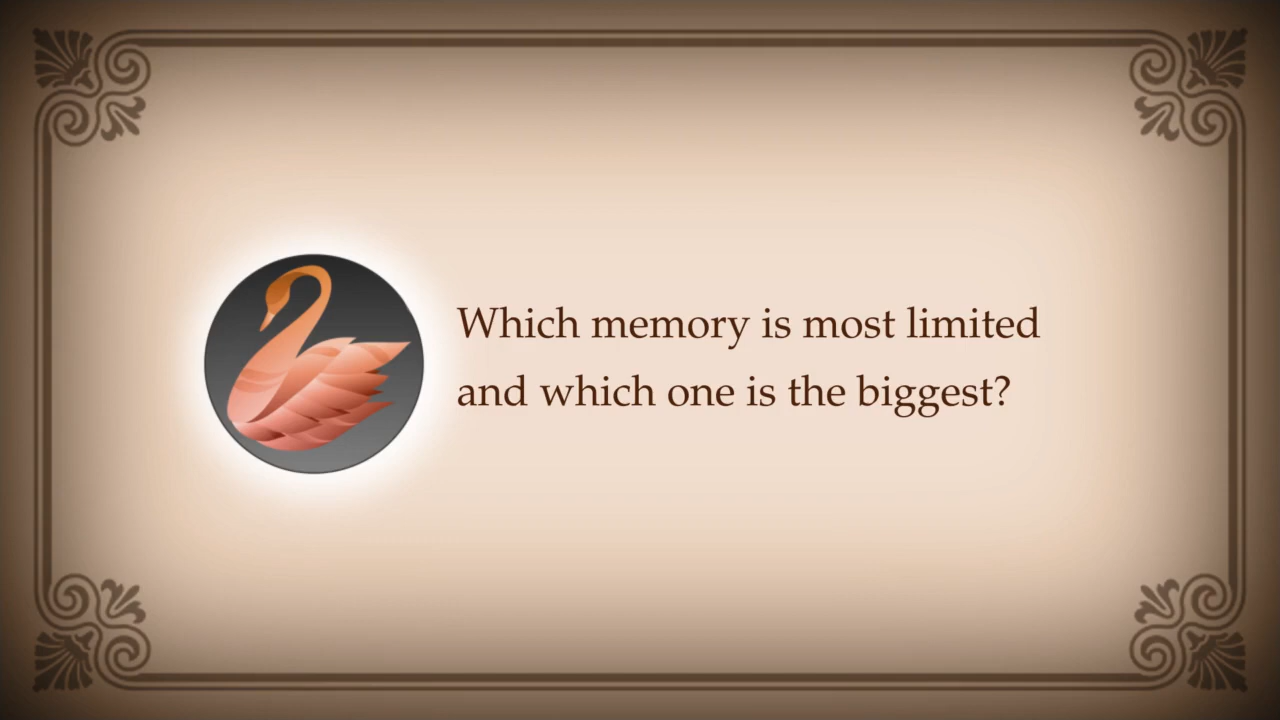 Which memory is most limited
and which one is the biggest?